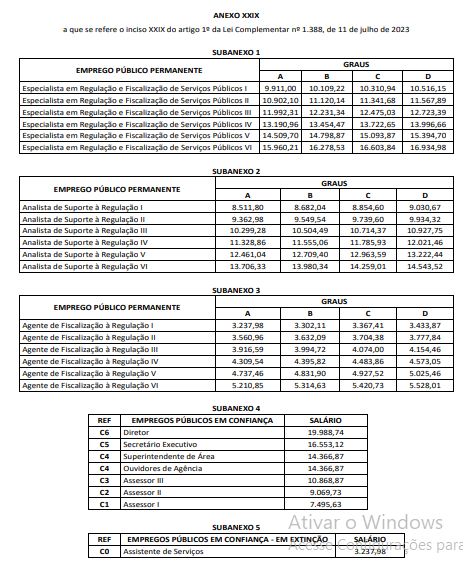 ANEXO XXIX
a que se refere o inciso XXIX do artigo 1º da Lei Complementar nº 1.388, de 11 de julho de 2023
SUBANEXO 1
EMPREGO PÚBLICO PERMANENTE GRAUS
A B C D
Especialista em Regulação e Fiscalização de Serviços Públicos I 9.911,00 10.109,22 10.310,94 10.516,15
Especialista em Regulação e Fiscalização de Serviços Públicos II 10.902,10 11.120,14 11.341,68 11.567,89
Especialista em Regulação e Fiscalização de Serviços Públicos III 11.992,31 12.231,34 12.475,03 12.723,39
Especialista em Regulação e Fiscalização de Serviços Públicos IV 13.190,96 13.454,47 13.722,65 13.996,66
Especialista em Regulação e Fiscalização de Serviços Públicos V 14.509,70 14.798,87 15.093,87 15.394,70
Especialista em Regulação e Fiscalização de Serviços Públicos VI 15.960,21 16.278,53 16.603,84 16.934,98
SUBANEXO 2
EMPREGO PÚBLICO PERMANENTE GRAUS
A B C D
Analista de Suporte à Regulação I 8.511,80 8.682,04 8.854,60 9.030,67
Analista de Suporte à Regulação II 9.362,98 9.549,54 9.739,60 9.934,32
Analista de Suporte à Regulação III 10.299,28 10.504,49 10.714,37 10.927,75
Analista de Suporte à Regulação IV 11.328,86 11.555,06 11.785,93 12.021,46
Analista de Suporte à Regulação V 12.461,04 12.709,40 12.963,59 13.222,44
Analista de Suporte à Regulação VI 13.706,33 13.980,34 14.259,01 14.543,52
SUBANEXO 3
EMPREGO PÚBLICO PERMANENTE GRAUS
A B C D
Agente de Fiscalização à Regulação I 3.237,98 3.302,11 3.367,41 3.433,87
Agente de Fiscalização à Regulação II 3.560,96 3.632,09 3.704,38 3.777,84
Agente de Fiscalização à Regulação III 3.916,59 3.994,72 4.074,00 4.154,46
Agente de Fiscalização à Regulação IV 4.309,54 4.395,82 4.483,86 4.573,05
Agente de Fiscalização à Regulação V 4.737,46 4.831,90 4.927,52 5.025,46
Agente de Fiscalização à Regulação VI 5.210,85 5.314,63 5.420,73 5.528,01
SUBANEXO 4
REF EMPREGOS PÚBLICOS EM CONFIANÇA SALÁRIO
C6 Diretor 19.988,74
C5 Secretário Executivo 16.553,12
C4 Superintendente de Área 14.366,87
C4 Ouvidores de Agência 14.366,87
C3 Assessor III 10.868,87
C2 Assessor II 9.069,73
C1 Assessor I 7.495,63
SUBANEXO 5
REF EMPREGOS PÚBLICOS EM CONFIANÇA - EM EXTINÇÃO SALÁRIO
C0 Assistente de Serviços 3.237,98
Ativar o Windows
Acesse Configurações para